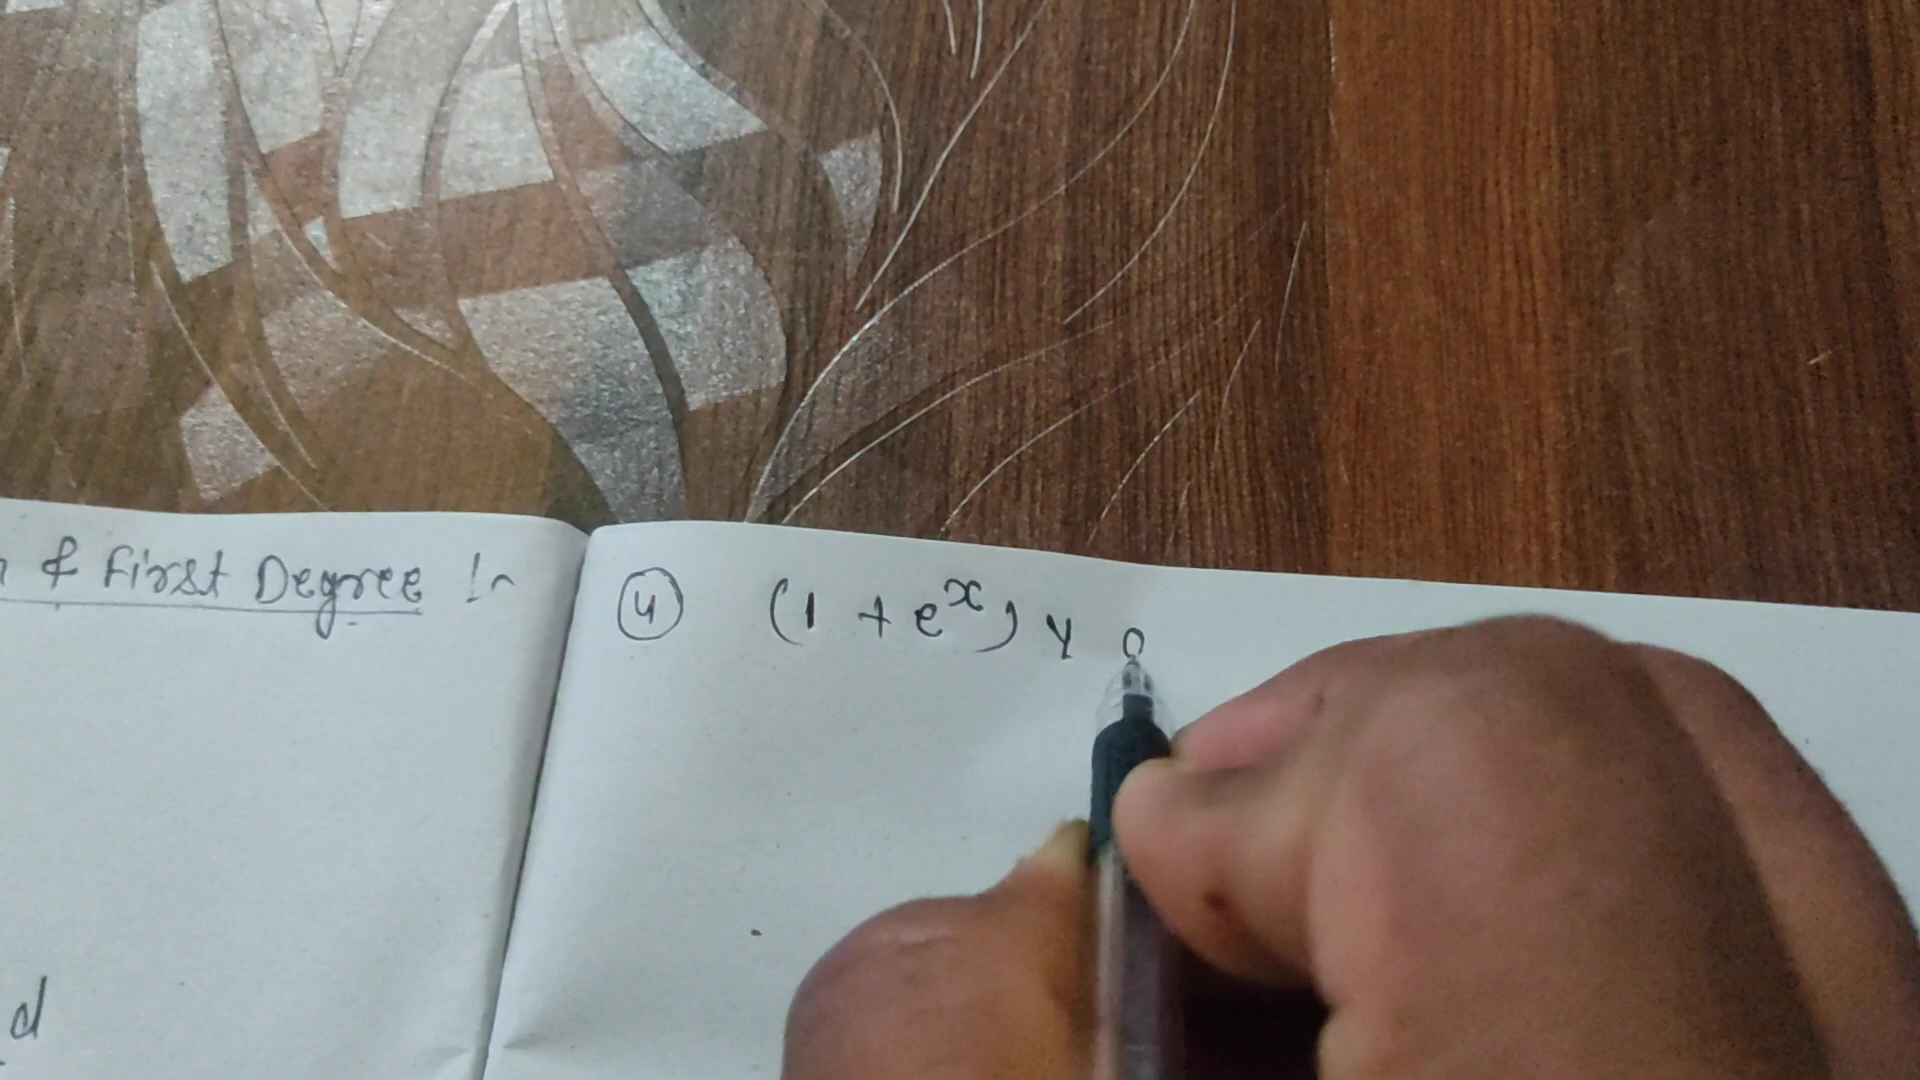 & First Degree :-
④ (1 + e^x) y
d